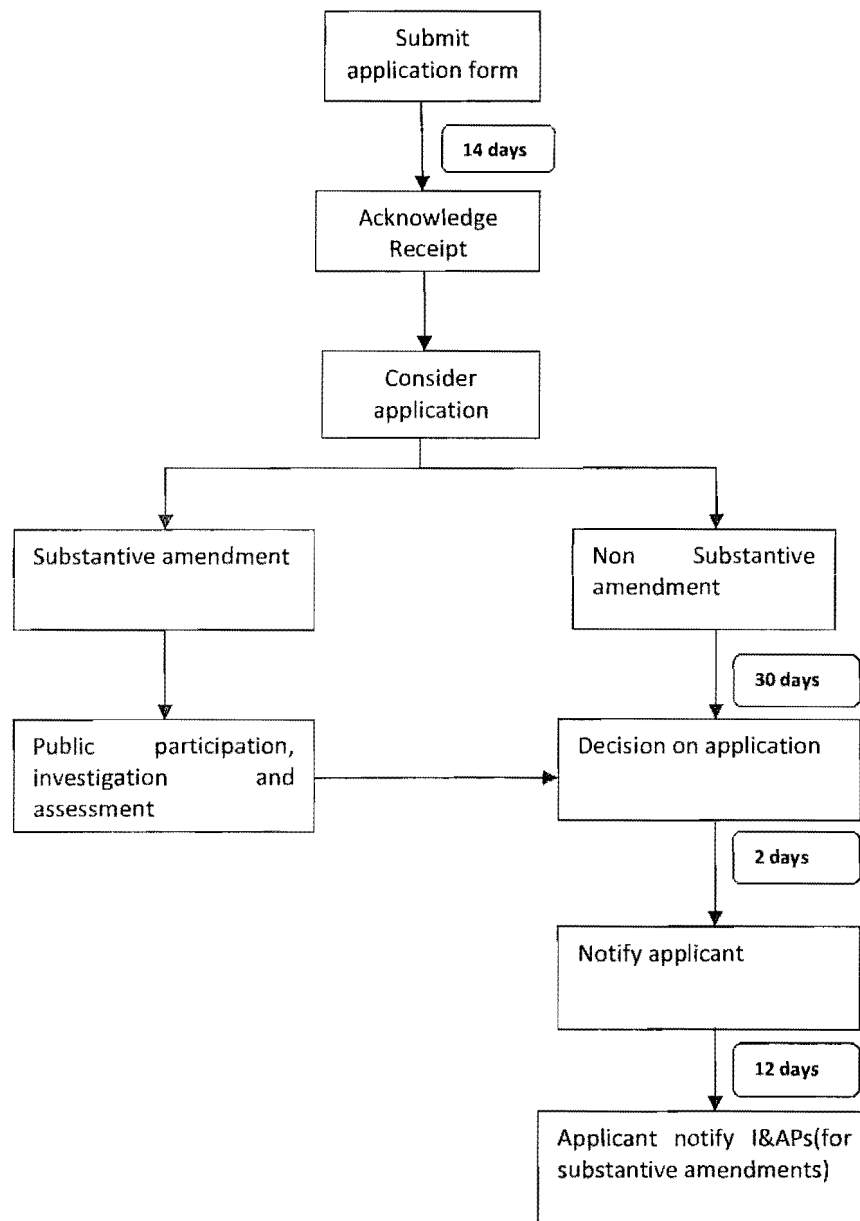 Submit
application form
14 days
Acknowledge
Receipt
Consider
application
Substantive amendment
Non Substantive
amendment
30 days
Public participation,
investigation and
assessment
Decision on application
2 days
Notify applicant
12 days
Applicant notify I&APs(for
substantive amendments)